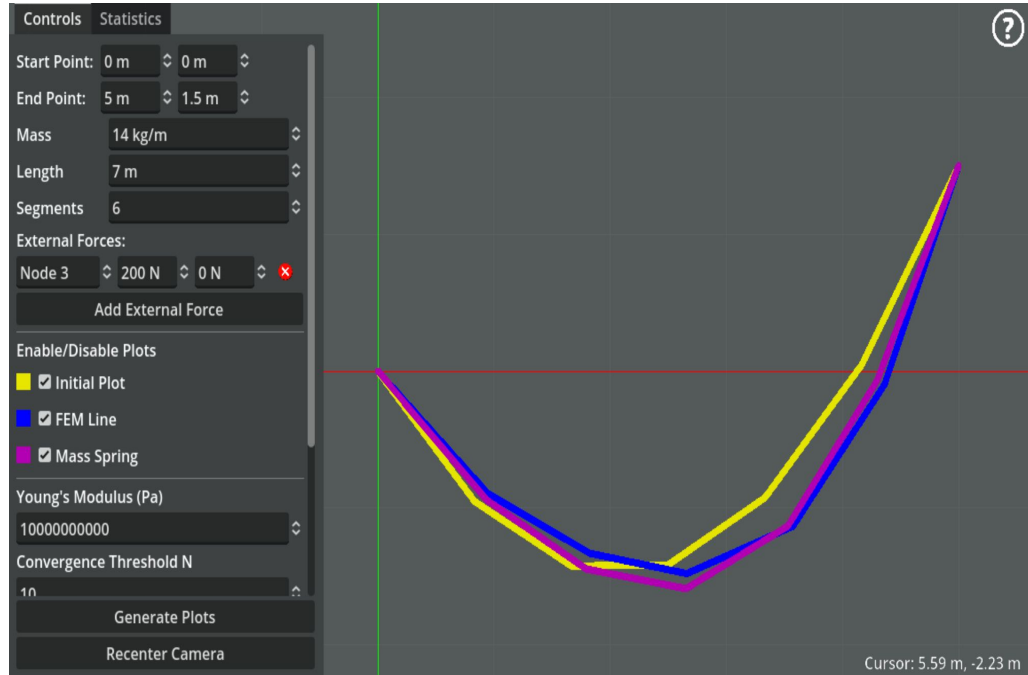 Controls Statistics
Start Point: 0 m 0 m
End Point: 5 m 1.5 m
Mass 14 kg/m
Length 7 m
Segments 6
External Forces:
Node 3 200 N 0 N
Add External Force
Enable/Disable Plots
Initial Plot
FEM Line
Mass Spring
Young's Modulus (Pa)
10000000000
Convergence Threshold N
10
Generate Plots
Recenter Camera
?
Cursor: 5.59 m, -2.23 m